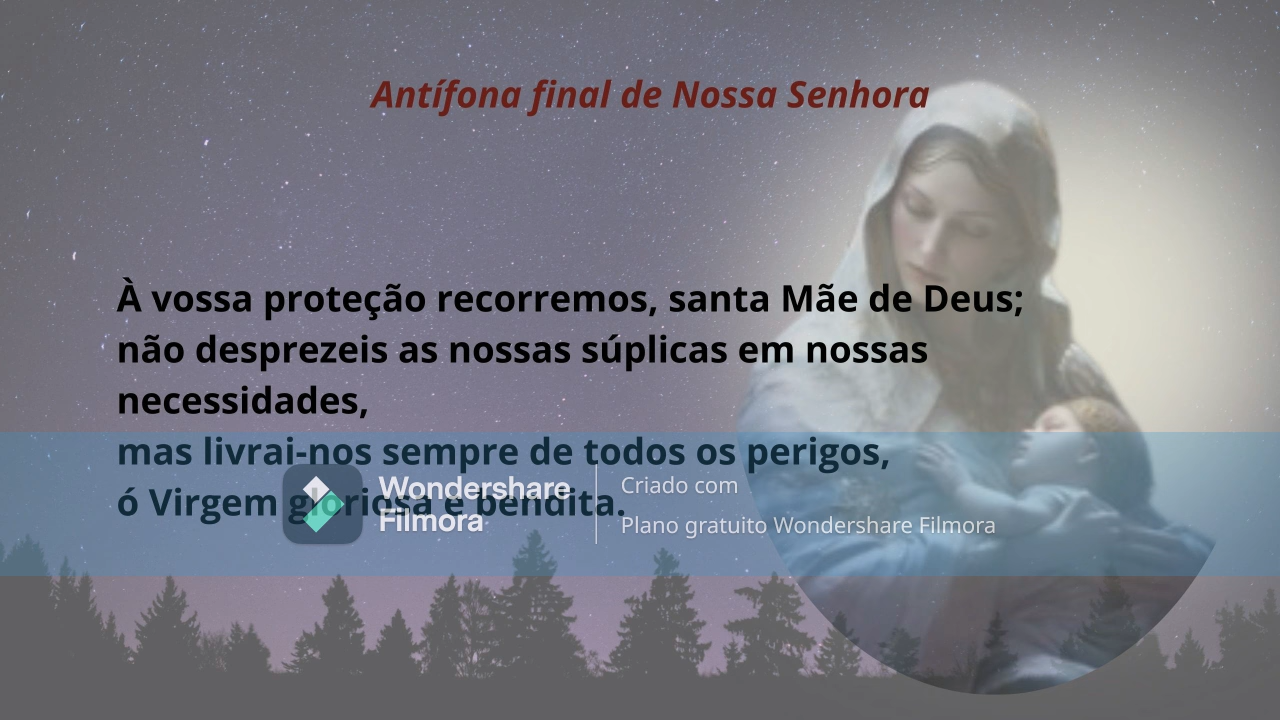 Antífona final de Nossa Senhora
À vossa proteção recorremos, santa Mãe de Deus;
não desprezeis as nossas súplicas em nossas
necessidades,
mas livrai-nos sempre de todos os perigos,
ó Virgem gloriosa e bendita.
Wondershare
Filmora
Criado com
Plano gratuito Wondershare Filmora